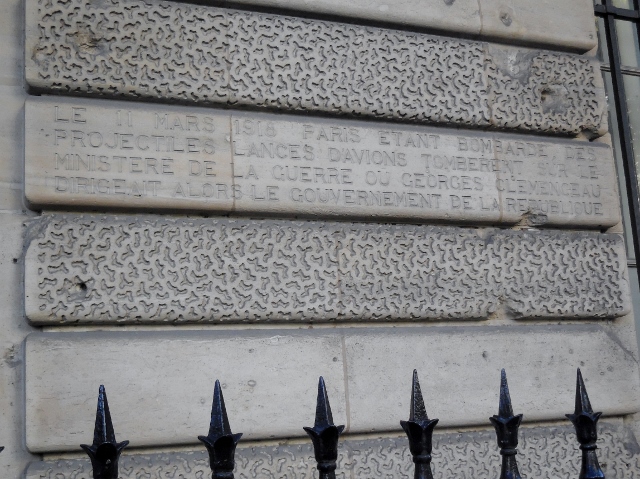 LE 11 MARS 1918 PARIS ETANT BOMBARDE DES
PROJECTILES LANCES D'AVIONS TOMBERENT SUR LE
MINISTERE DE LA GUERRE OU GEORGES CLEMENCEAU
DIRIGEAIT ALORS LE GOUVERNEMENT DE LA REPUBLIQUE